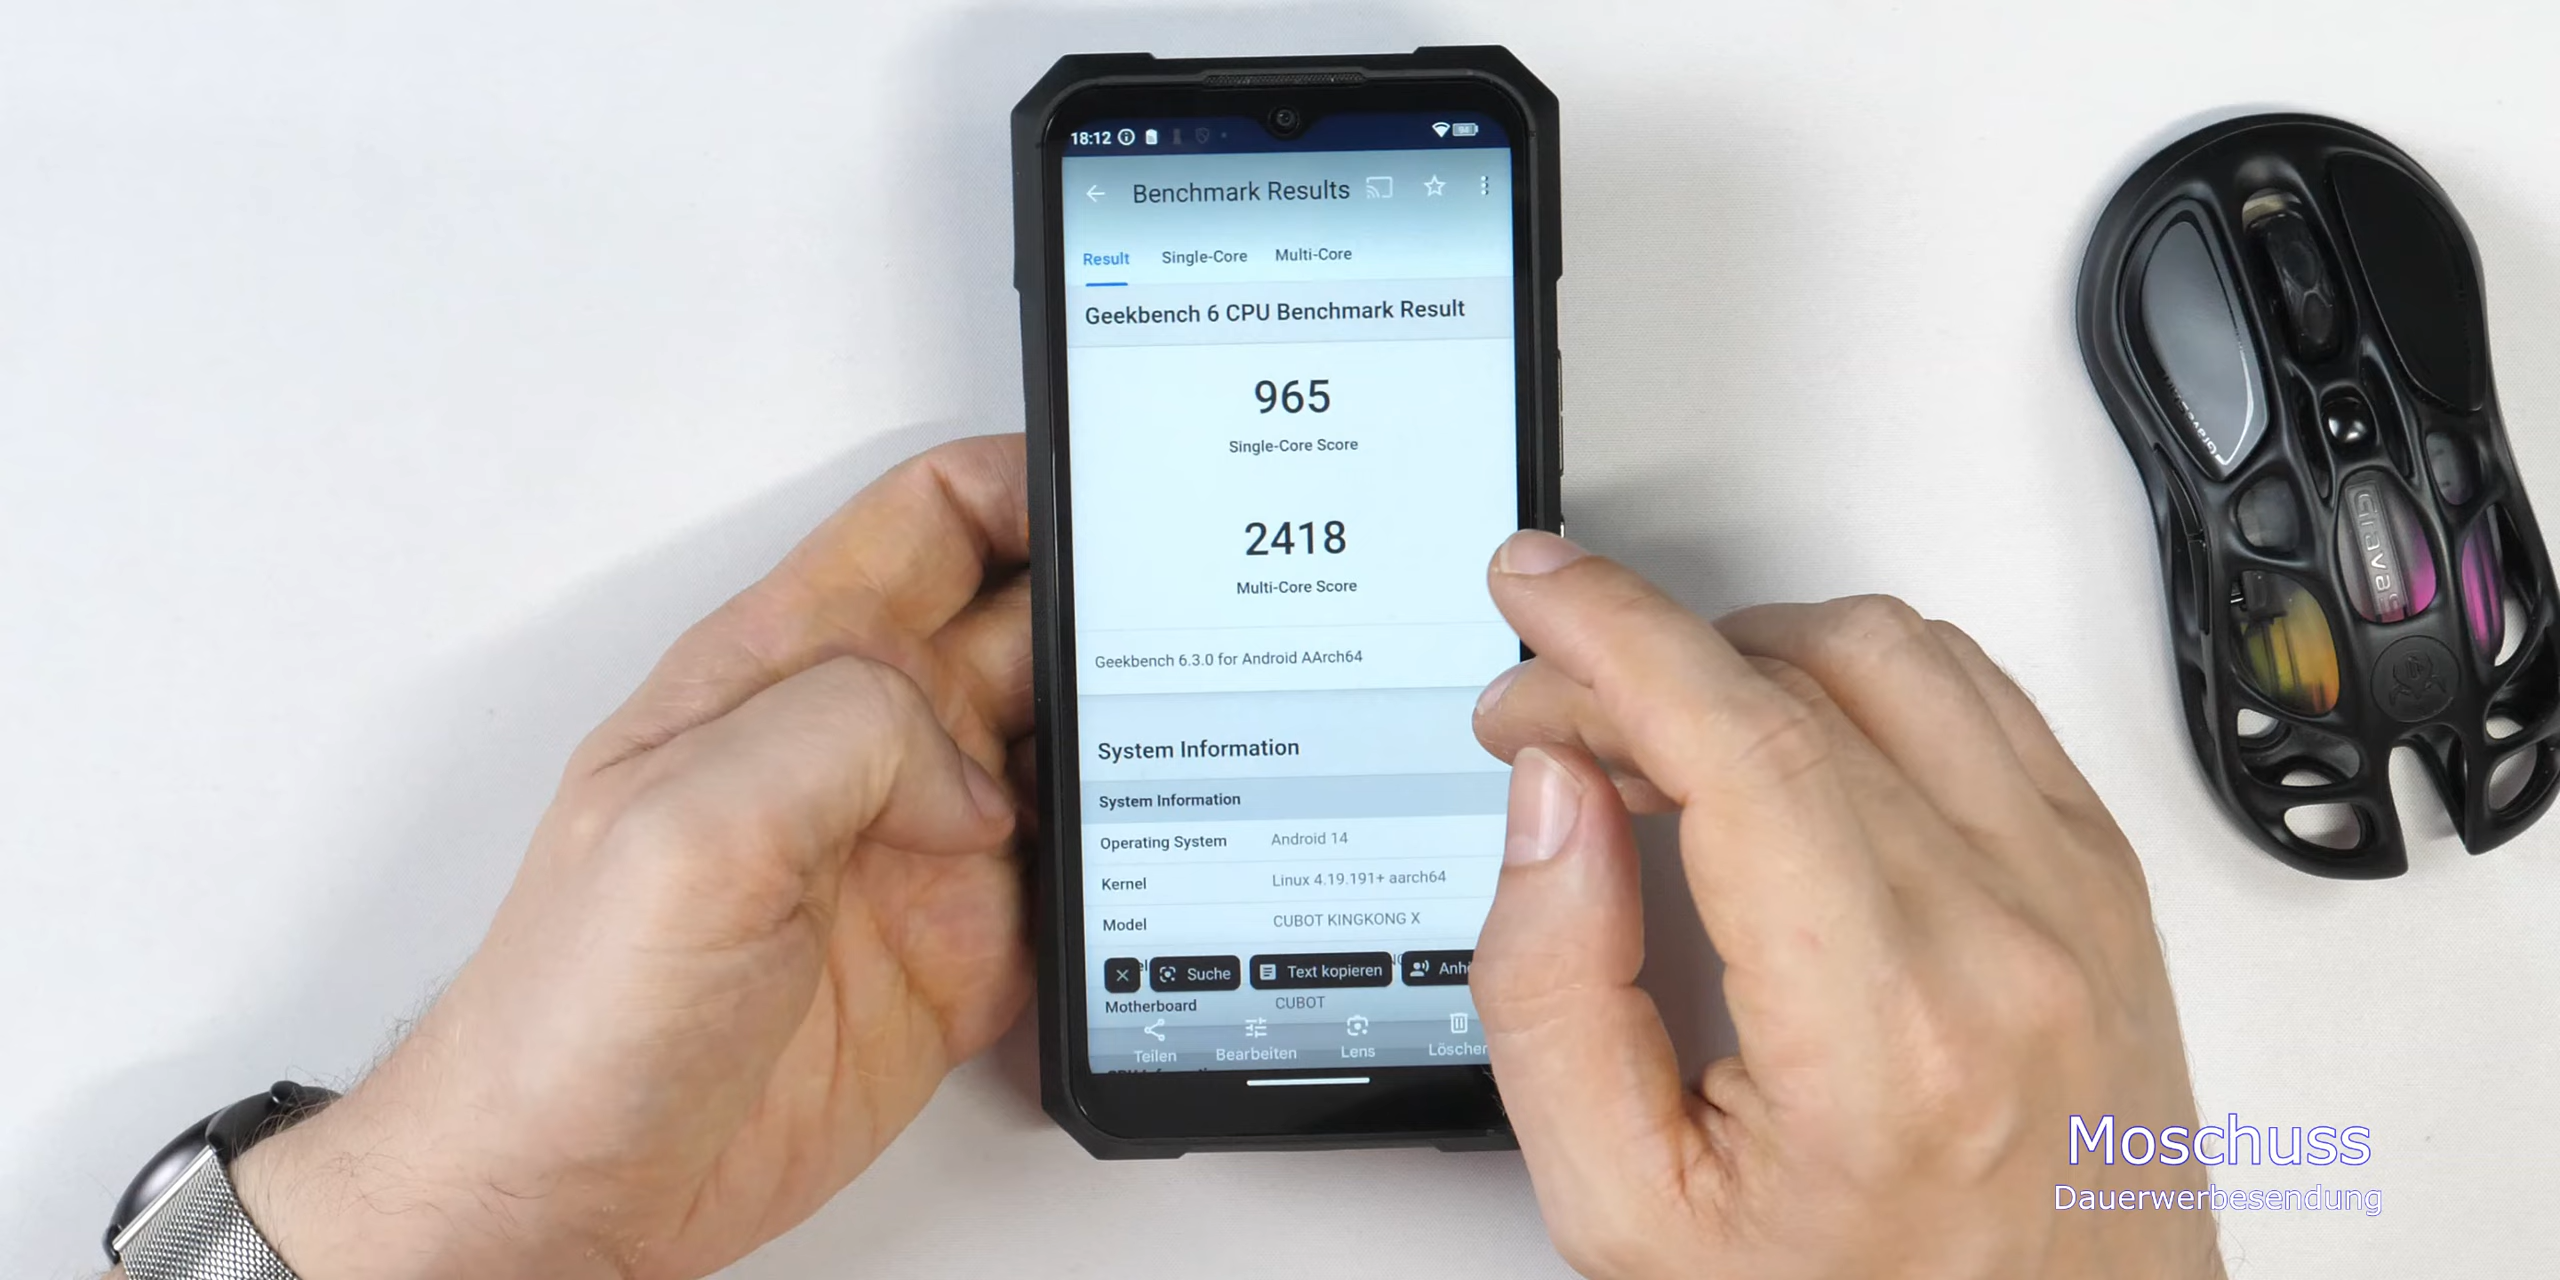 18:12
94
Benchmark Results
Result Single-Core Multi-Core
Geekbench 6 CPU Benchmark Result
965
Single-Core Score
2418
Multi-Core Score
Geekbench 6.3.0 for Android AArch64
System Information
System Information
Operating System Android 14
Kernel Linux 4.19.191+ aarch64
Model CUBOT KINGKONG X
Suche Text kopieren
Motherboard CUBOT
Teilen Bearbeiten Lens Löschen
Moschuss
Dauerwerbesendung